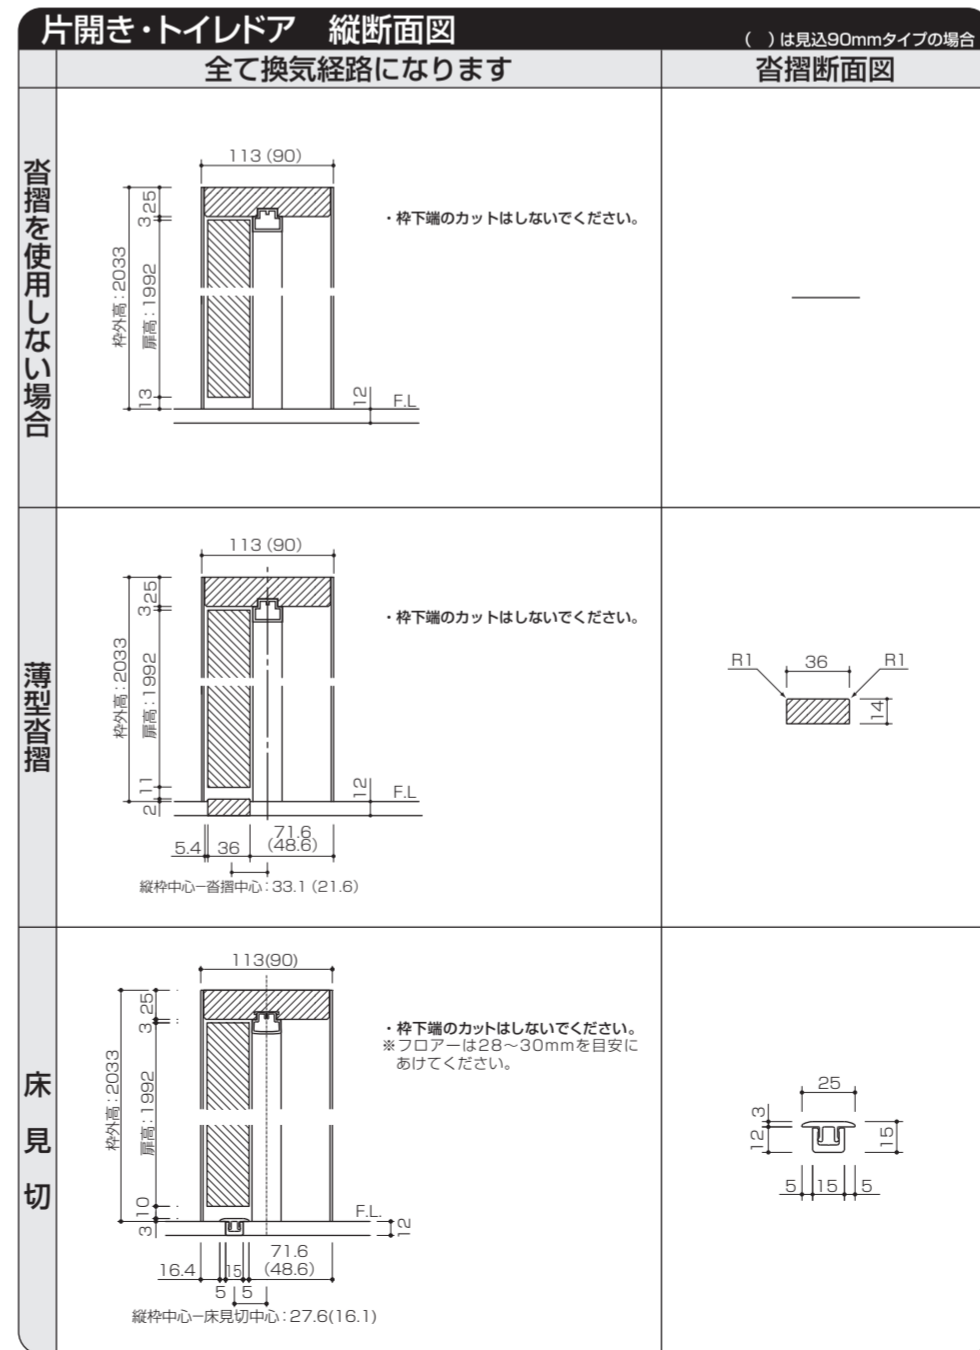 片開き・トイレドア　縦断面図
（　）は見込90mmタイプの場合
全て換気経路になります
沓摺断面図
沓摺を使用しない場合
113（90）
25
3
枠外高：2033
扉高：1992
13
12
F.L
・枠下端のカットはしないでください。
薄型沓摺
113（90）
25
3
枠外高：2033
扉高：1992
11
2
12
F.L
5.4 36 71.6
（48.6）
縦枠中心ー沓摺中心：33.1（21.6）
・枠下端のカットはしないでください。
R1 36 R1
14
床見切
113(90)
25
3
枠外高：2033
扉高：1992
10
3
F.L.
12
16.4 15 71.6
(48.6)
5 5
縦枠中心ー床見切中心：27.6(16.1)
・枠下端のカットはしないでください。
※フロアーは28〜30mmを目安に
あけてください。
25
3
12
15
5 15 5